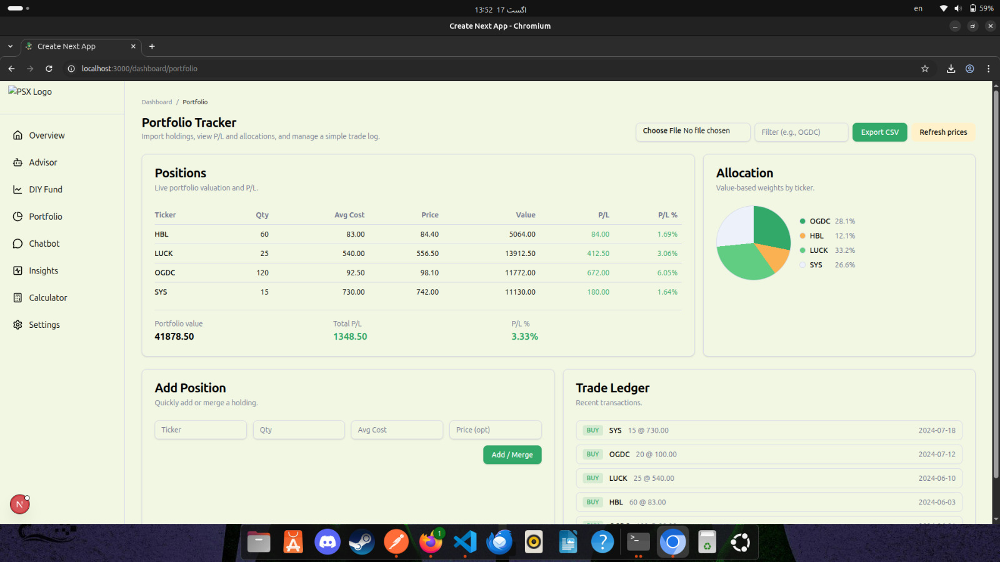 13:52 17 اگست
en
59%
Create Next App - Chromium
Create Next App
localhost:3000/dashboard/portfolio
PSX Logo
Overview
Advisor
DIY Fund
Portfolio
Chatbot
Insights
Calculator
Settings
N
Dashboard / Portfolio
Portfolio Tracker
Import holdings, view P/L and allocations, and manage a simple trade log.
Choose File No file chosen
Filter (e.g., OGDC)
Export CSV
Refresh prices
Positions
Live portfolio valuation and P/L.
Ticker Qty Avg Cost Price Value P/L P/L %
HBL 60 83.00 84.40 5064.00 84.00 1.69%
LUCK 25 540.00 556.50 13912.50 412.50 3.06%
OGDC 120 92.50 98.10 11772.00 672.00 6.05%
SYS 15 730.00 742.00 11130.00 180.00 1.64%
Portfolio value Total P/L P/L %
41878.50 1348.50 3.33%
Allocation
Value-based weights by ticker.
OGDC 28.1%
HBL 12.1%
LUCK 33.2%
SYS 26.6%
Add Position
Quickly add or merge a holding.
Ticker Qty Avg Cost Price (opt)
Add / Merge
Trade Ledger
Recent transactions.
BUY SYS 15 @ 730.00 2024-07-18
BUY OGDC 20 @ 100.00 2024-07-12
BUY LUCK 25 @ 540.00 2024-06-10
BUY HBL 60 @ 83.00 2024-06-03
1